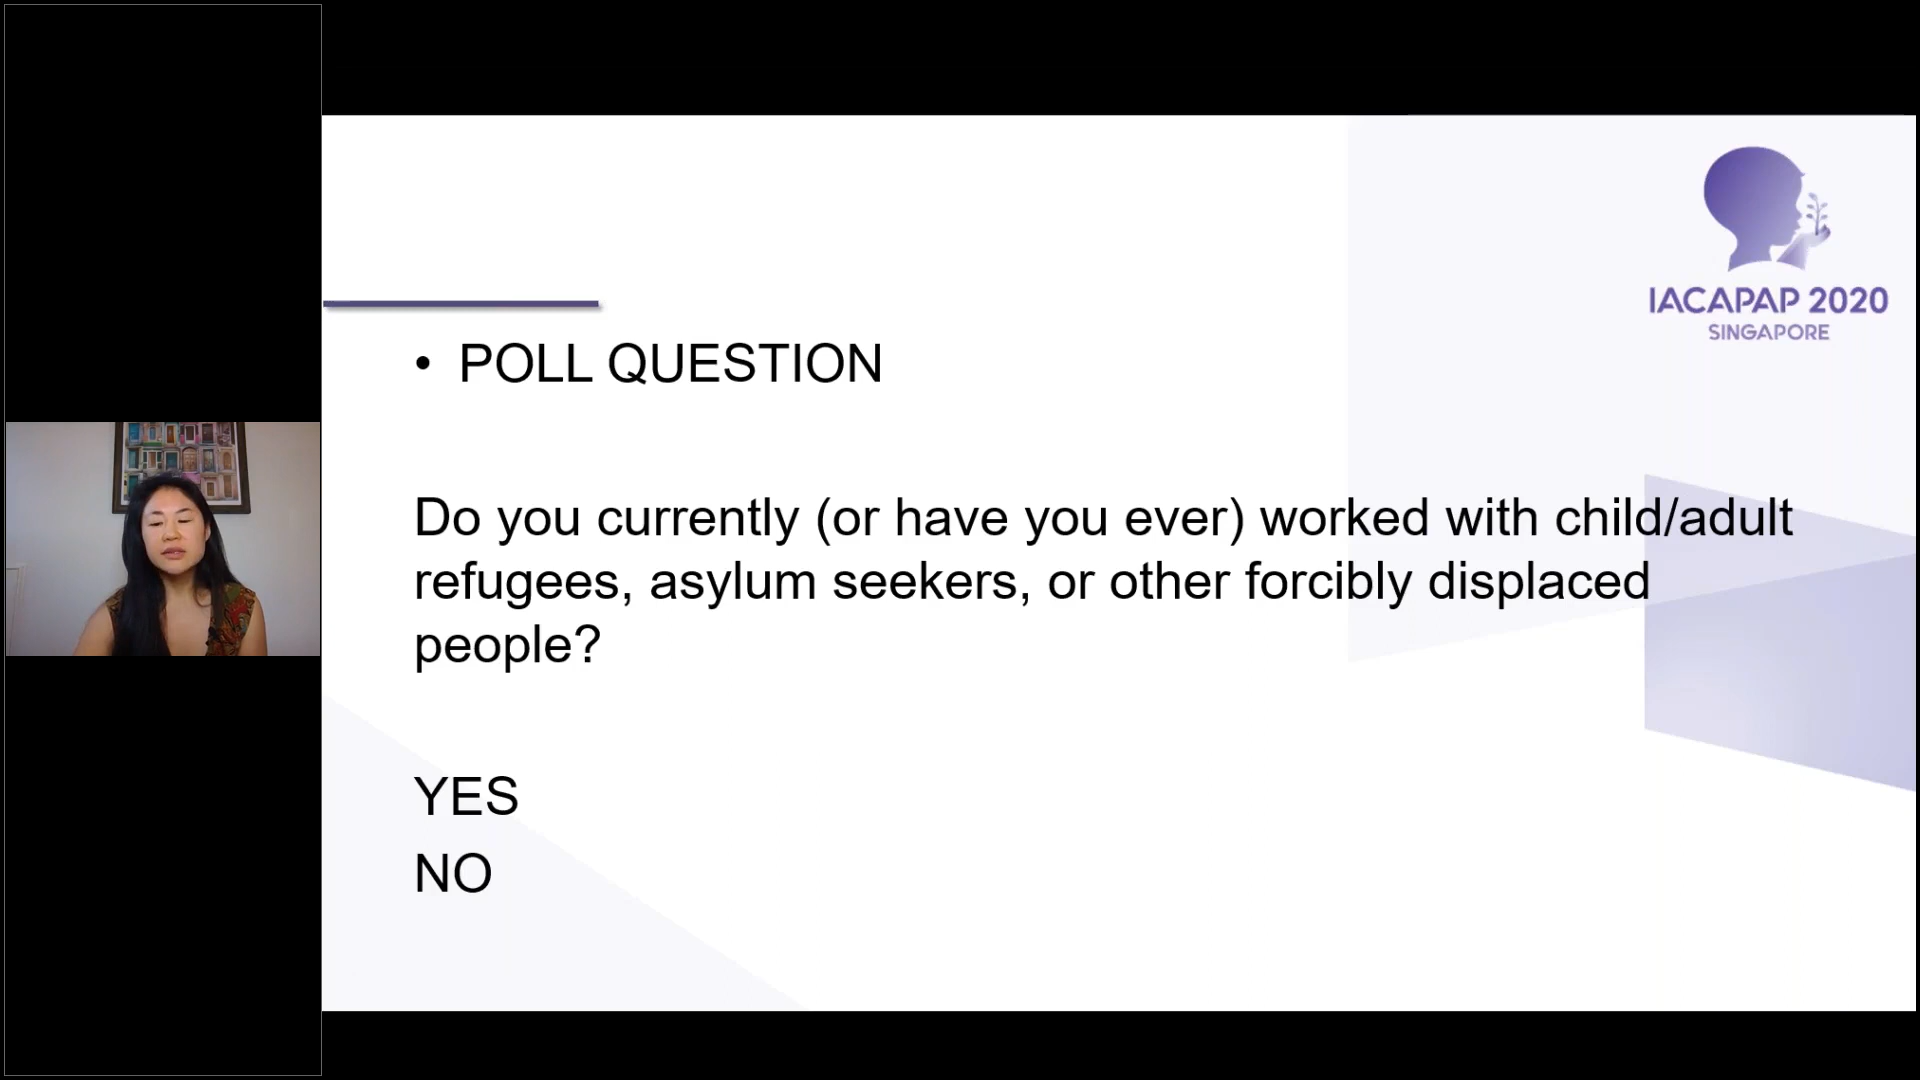 IACAPAP 2020
SINGAPORE
• POLL QUESTION
Do you currently (or have you ever) worked with child/adult
refugees, asylum seekers, or other forcibly displaced
people?
YES
NO